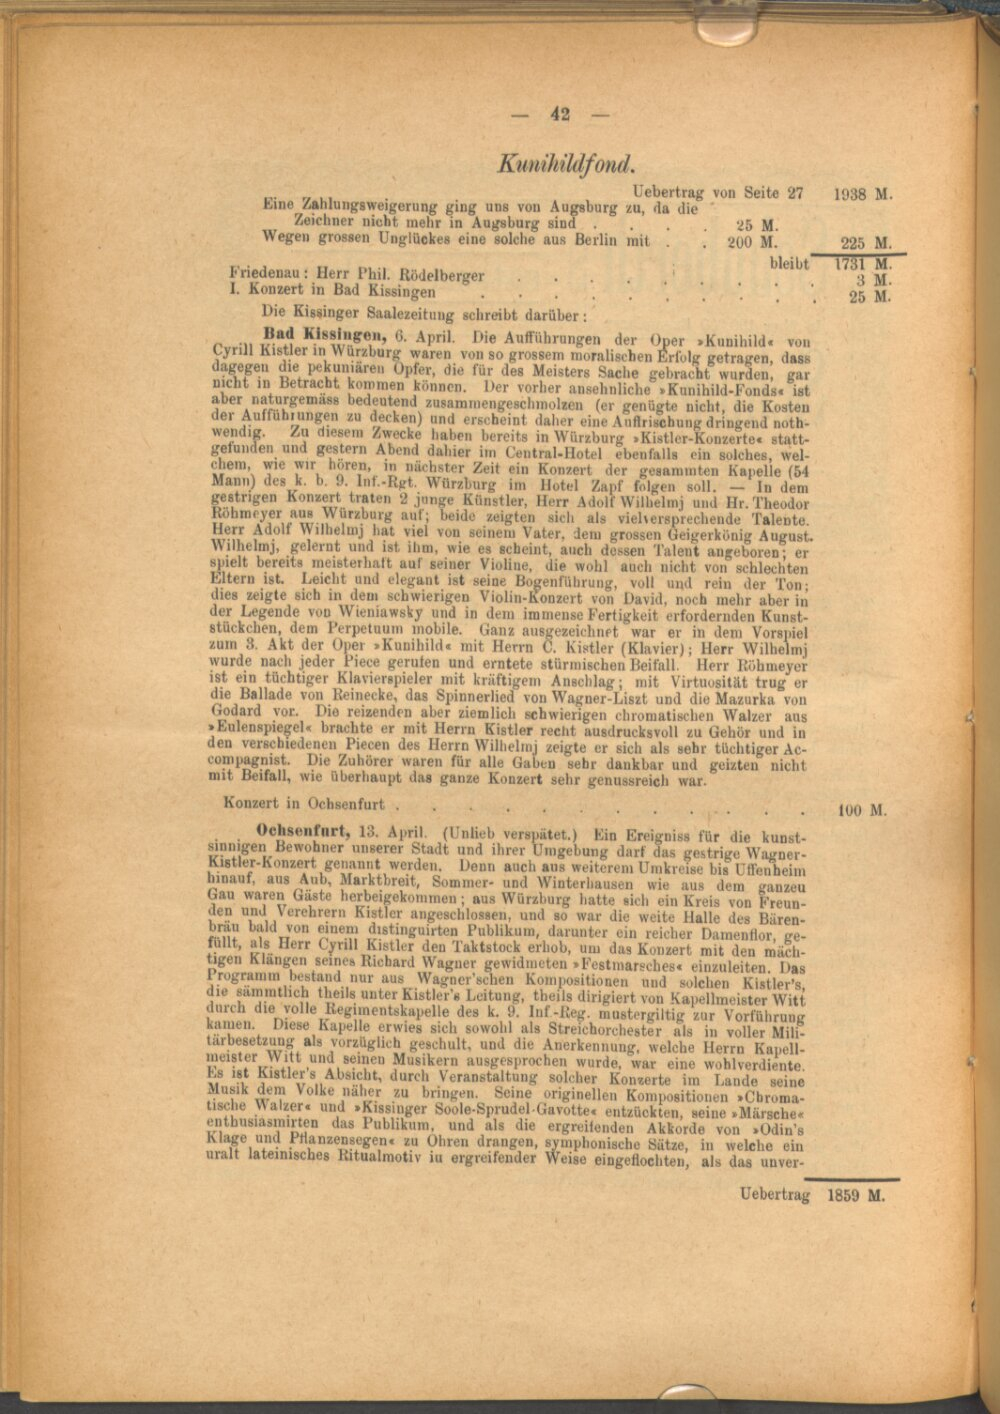 — 42 —
Kunihildfond.
Uebertrag von Seite 27 1938 M.
Eine Zahlungsweigerung ging uns von Augsburg zu, da die
Zeichner nicht mehr in Augsburg sind . . . . 25 M.
Wegen grossen Unglückes eine solche aus Berlin mit . . 200 M. 225 M.
bleibt 1731 M.
Friedenau: Herr Phil. Rödelberger . . . . . . . . . 3 M.
I. Konzert in Bad Kissingen . . . . . . . . . . 25 M.
Die Kissinger Saalezeitung schreibt darüber:
Bad Kissingen, 6. April. Die Aufführungen der Oper »Kunihild« von
Cyrill Kistler in Würzburg waren von so grossem moralischen Erfolg getragen, dass
dagegen die pekuniären Opfer, die für des Meisters Sache gebracht wurden, gar
nicht in Betracht kommen können. Der vorher ansehnliche »Kunihild-Fonds« ist
aber naturgemäss bedeutend zusammengeschmolzen (er genügte nicht, die Kosten
der Aufführungen zu decken) und erscheint daher eine Auffrischung dringend noth-
wendig. Zu diesem Zwecke haben bereits in Würzburg »Kistler-Konzerte« statt-
gefunden und gestern Abend dahier im Central-Hotel ebenfalls ein solches, wel-
chem, wie wir hören, in nächster Zeit ein Konzert der gesammten Kapelle (54
Mann) des k. b. 9. Inf.-Rgt. Würzburg im Hotel Zapf folgen soll. — In dem
gestrigen Konzert traten 2 junge Künstler, Herr Adolf Wilhelmj und Hr. Theodor
Röhmeyer aus Würzburg auf; beide zeigten sich als vielversprechende Talente.
Herr Adolf Wilhelmj hat viel von seinem Vater, dem grossen Geigerkönig August
Wilhelmj, gelernt und ist ihm, wie es scheint, auch dessen Talent angeboren; er
spielt bereits meisterhaft auf seiner Violine, die wohl auch nicht von schlechten
Eltern ist. Leicht und elegant ist seine Bogenführung, voll und rein der Ton;
dies zeigte sich in dem schwierigen Violin-Konzert von David, noch mehr aber in
der Legende von Wieniawsky und in dem immense Fertigkeit erfordernden Kunst-
stückchen, dem Perpetuum mobile. Ganz ausgezeichnet war er in dem Vorspiel
zum 3. Akt der Oper »Kunihild« mit Herrn C. Kistler (Klavier); Herr Wilhelmj
wurde nach jeder Piece gerufen und erntete stürmischen Beifall. Herr Röhmeyer
ist ein tüchtiger Klavierspieler mit kräftigem Anschlag; mit Virtuosität trug er
die Ballade von Reinecke, das Spinnerlied von Wagner-Liszt und die Mazurka von
Godard vor. Die reizenden aber ziemlich schwierigen chromatischen Walzer aus
»Eulenspiegel« brachte er mit Herrn Kistler recht ausdrucksvoll zu Gehör und in
den verschiedenen Piecen des Herrn Wilhelmj zeigte er sich als sehr tüchtiger Ac-
compagnist. Die Zuhörer waren für alle Gaben sehr dankbar und geizten nicht
mit Beifall, wie überhaupt das ganze Konzert sehr genussreich war.
Konzert in Ochsenfurt . . . . . . . . . . . . 100 M.
Ochsenfurt, 13. April. (Unlieb verspätet.) Ein Ereigniss für die kunst-
sinnigen Bewohner unserer Stadt und ihrer Umgebung darf das gestrige Wagner-
Kistler-Konzert genannt werden. Denn auch aus weiterem Umkreise bis Uffenheim
hinauf, aus Aub, Marktbreit, Sommer- und Winterhausen wie aus dem ganzeu
Gau waren Gäste herbeigekommen; aus Würzburg hatte sich ein Kreis von Freun-
den und Verehrern Kistler angeschlossen, und so war die weite Halle des Bären-
bräu bald von einem distinguirten Publikum, darunter ein reicher Damenflor, ge-
füllt, als Herr Cyrill Kistler den Taktstock erhob, um das Konzert mit den mäch-
tigen Klängen seines Richard Wagner gewidmeten »Festmarsches« einzuleiten. Das
Programm bestand nur aus Wagner'schen Kompositionen und solchen Kistler's,
die sämmtlich theils unter Kistler's Leitung, theils dirigiert von Kapellmeister Witt
durch die volle Regimentskapelle des k. 9. Inf.-Reg. mustergiltig zur Vorführung
kamen. Diese Kapelle erwies sich sowohl als Streichorchester als in voller Mili-
tärbesetzung als vorzüglich geschult, und die Anerkennung, welche Herrn Kapell-
meister Witt und seinen Musikern ausgesprochen wurde, war eine wohlverdiente.
Es ist Kistler's Absicht, durch Veranstaltung solcher Konzerte im Lande seine
Musik dem Volke näher zu bringen. Seine originellen Kompositionen »Chroma-
tische Walzer« und »Kissinger Soole-Sprudel-Gavotte« entzückten, seine »Märsche«
enthusiasmirten das Publikum, und als die ergreifenden Akkorde von »Odin's
Klage und Pflanzensegen« zu Ohren drangen, symphonische Sätze, in welche ein
uralt lateinisches Ritualmotiv iu ergreifender Weise eingeflochten, als das unver-
Uebertrag 1859 M.